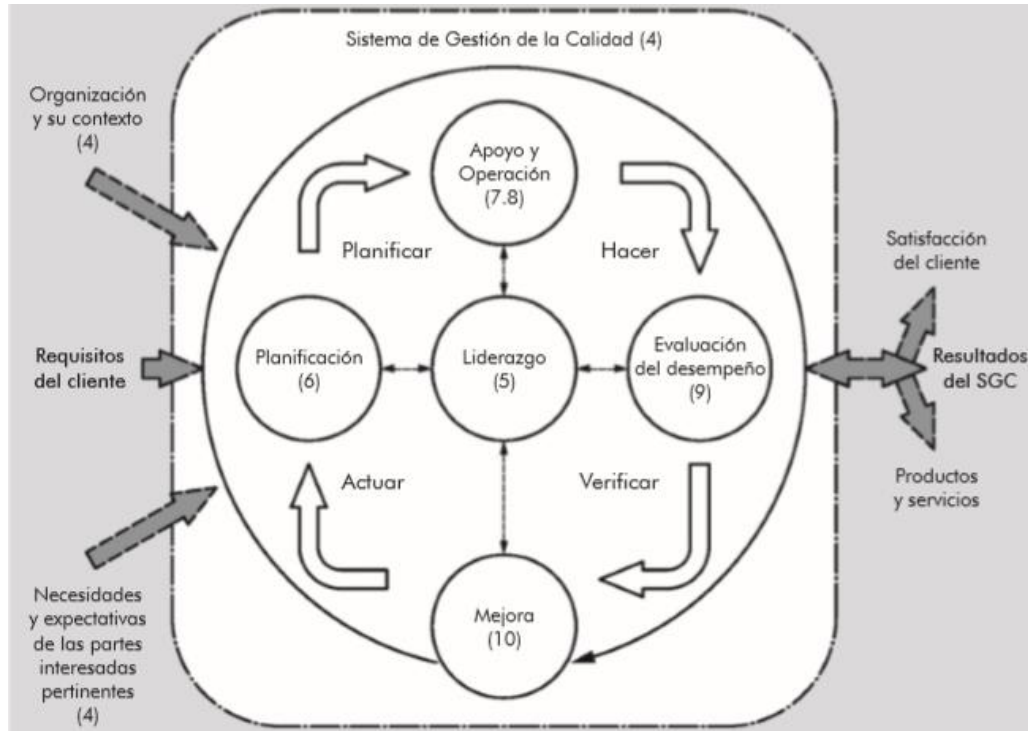 Sistema de Gestión de la Calidad (4)
Organización
y su contexto
(4)
Apoyo y
Operación
(7.8)
Planificar
Hacer
Satisfacción
del cliente
Requisitos
del cliente
Planificación
(6)
Liderazgo
(5)
Evaluación
del desempeño
(9)
Resultados
del SGC
Actuar
Verificar
Productos
y servicios
Necesidades
y expectativas
de las partes
interesadas
pertinentes
(4)
Mejora
(10)